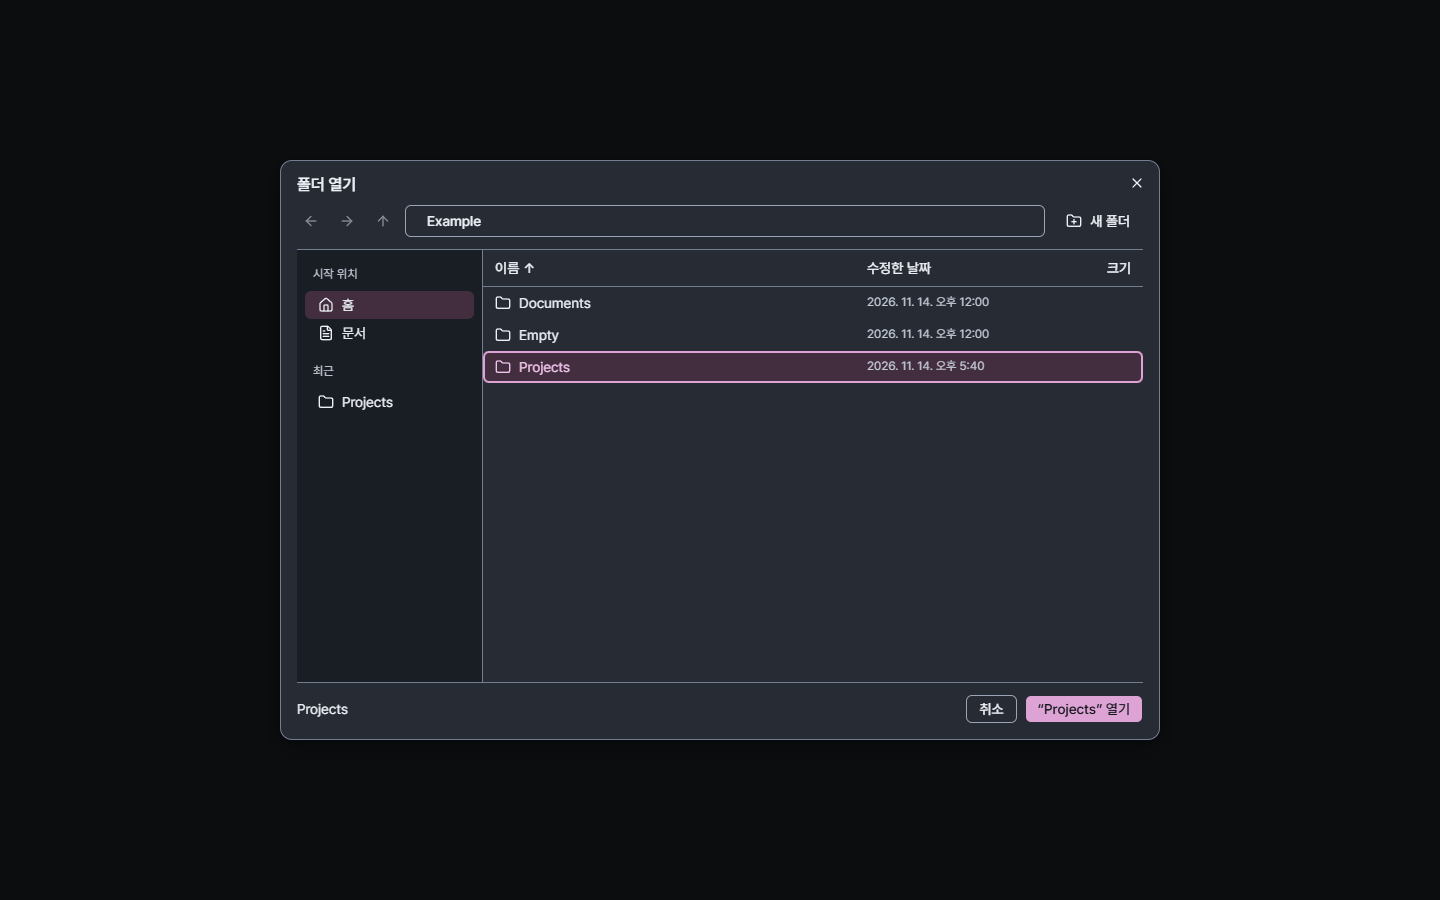 폴더 열기
Example
새 폴더
시작 위치
홈
문서
최근
Projects
이름 수정한 날짜 크기
Documents 2026. 11. 14. 오후 12:00
Empty 2026. 11. 14. 오후 12:00
Projects 2026. 11. 14. 오후 5:40
Projects
취소
“Projects” 열기